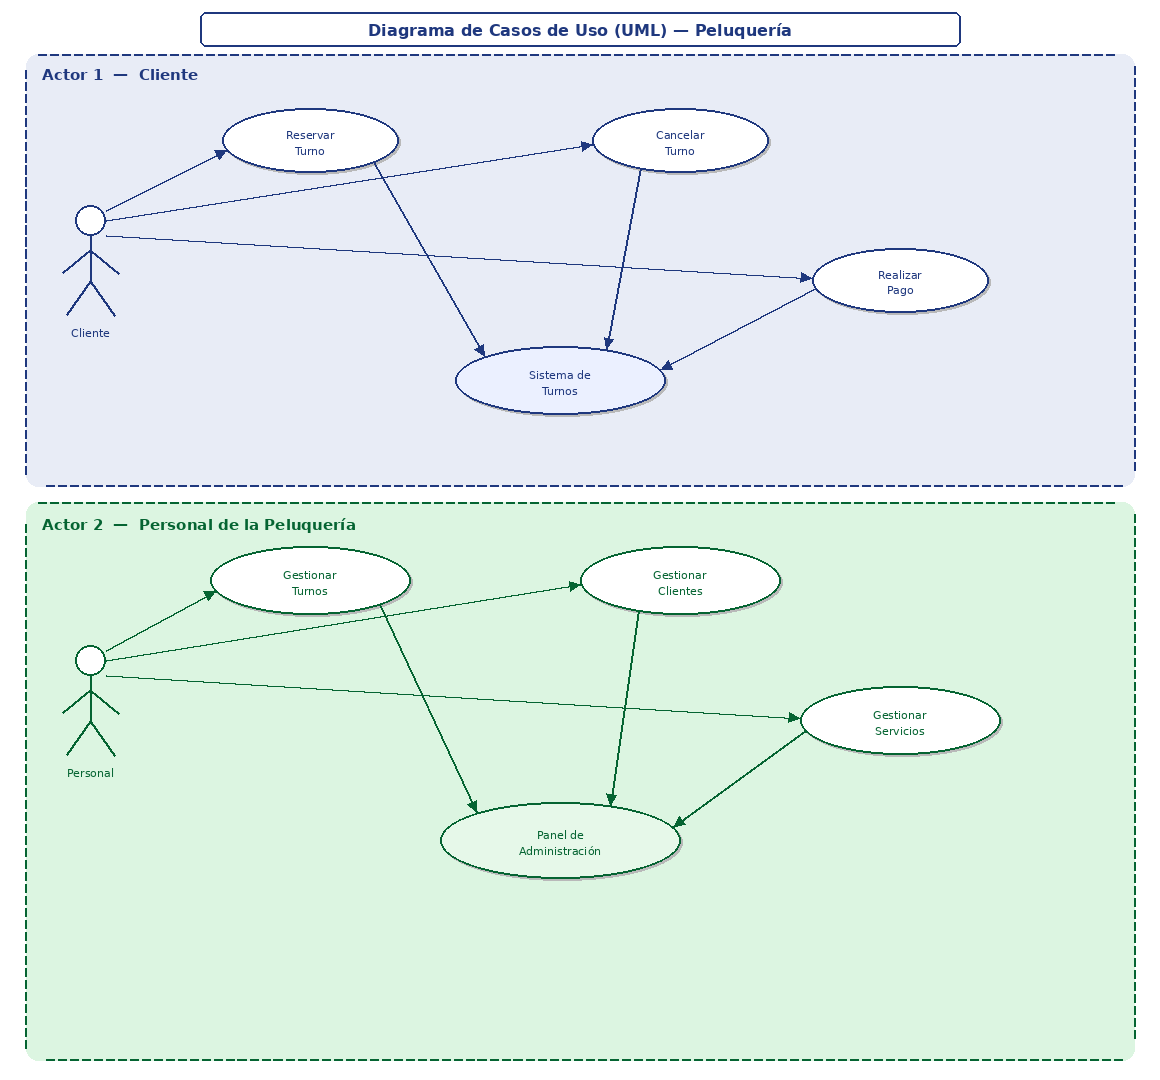 Diagrama de Casos de Uso (UML) — Peluquería
Actor 1 — Cliente
Reservar
Turno
Cancelar
Turno
Realizar
Pago
Cliente
Sistema de
Turnos
Actor 2 — Personal de la Peluquería
Gestionar
Turnos
Gestionar
Clientes
Gestionar
Servicios
Personal
Panel de
Administración